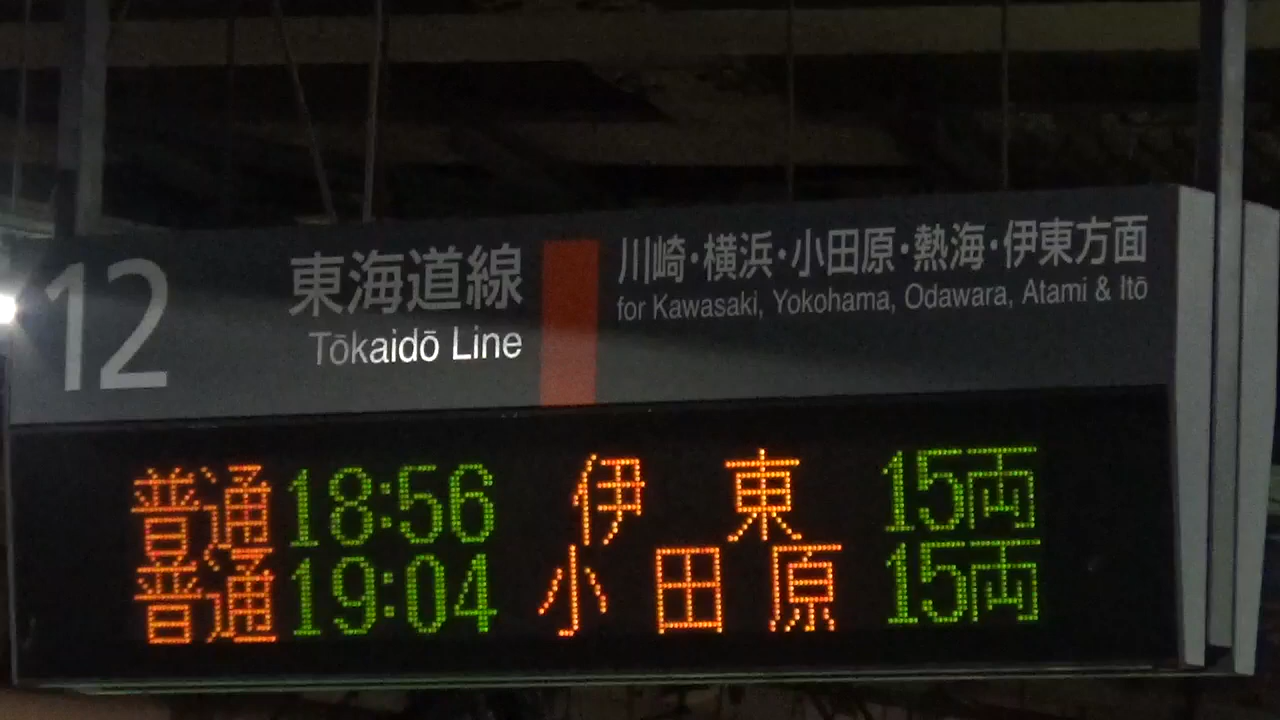 12
東海道線
Tōkaidō Line
川崎・横浜・小田原・熱海・伊東方面
for Kawasaki, Yokohama, Odawara, Atami & Itō
普通 18:56 伊東 15両
普通 19:04 小田原 15両